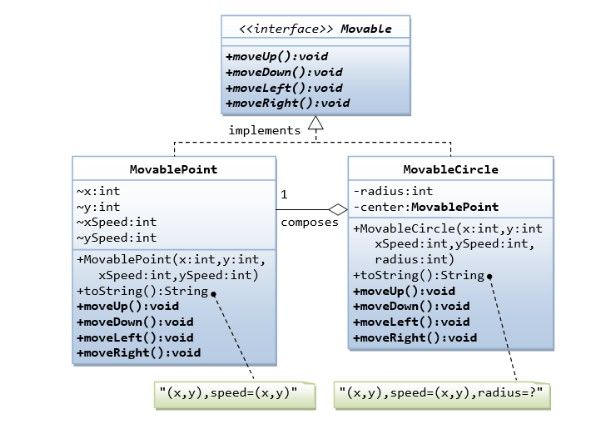 <<interface>> Movable
+moveUp():void
+moveDown():void
+moveLeft():void
+moveRight():void
implements
MovablePoint
~x:int
~y:int
~xSpeed:int
~ySpeed:int
+MovablePoint(x:int,y:int,
xSpeed:int,ySpeed:int)
+toString():String
+moveUp():void
+moveDown():void
+moveLeft():void
+moveRight():void
1
composes
MovableCircle
-radius:int
-center:MovablePoint
+MovableCircle(x:int,y:int
xSpeed:int,ySpeed:int,
radius:int)
+toString():String
+moveUp():void
+moveDown():void
+moveLeft():void
+moveRight():void
"(x,y),speed=(x,y)"
"(x,y),speed=(x,y),radius=?"